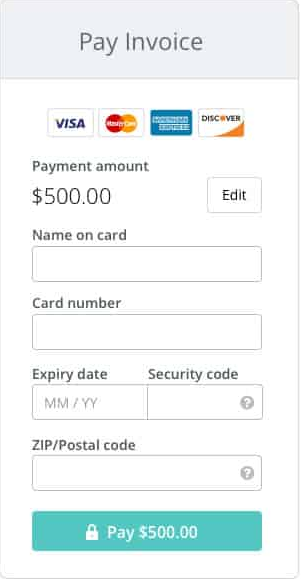 Pay Invoice
VISA MasterCard AMERICAN EXPRESS DISCOVER
Payment amount
$500.00 Edit
Name on card
Card number
Expiry date Security code
MM / YY ?
ZIP/Postal code
?
Pay $500.00